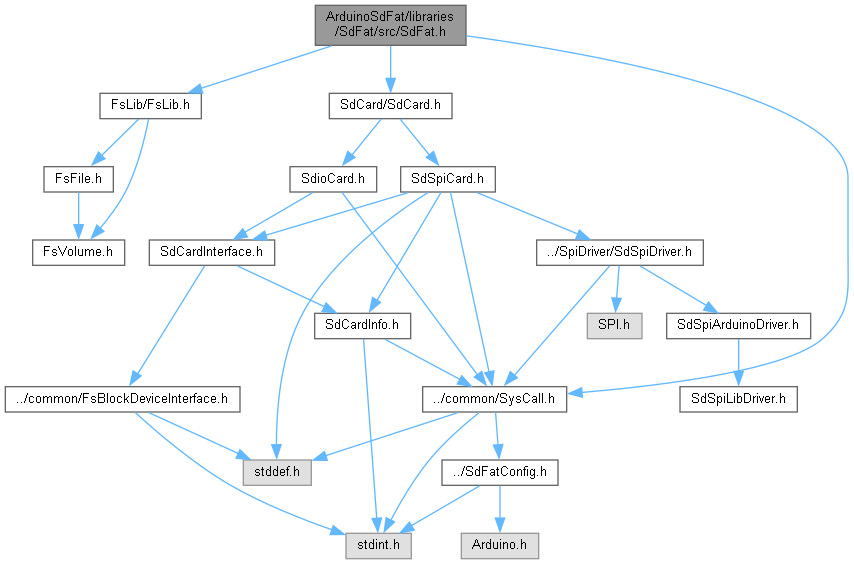 ArduinoSdFat/libraries
/SdFat/src/SdFat.h
FsLib/FsLib.h
SdCard/SdCard.h
FsFile.h
SdioCard.h
SdSpiCard.h
FsVolume.h
SdCardInterface.h
../SpiDriver/SdSpiDriver.h
SdCardInfo.h
SPI.h
SdSpiArduinoDriver.h
../common/FsBlockDeviceInterface.h
../common/SysCall.h
SdSpiLibDriver.h
stddef.h
../SdFatConfig.h
stdint.h
Arduino.h